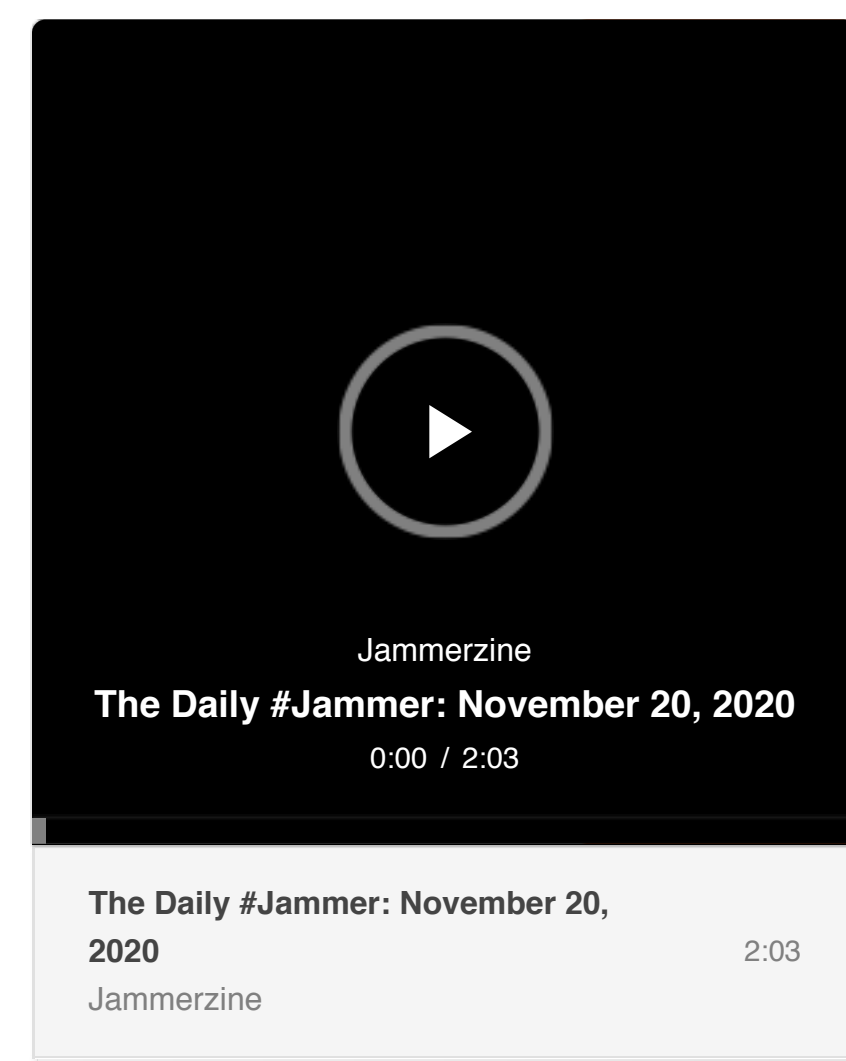 Jammerzine
The Daily #Jammer: November 20, 2020
0:00 / 2:03
The Daily #Jammer: November 20,
2020
2:03
Jammerzine